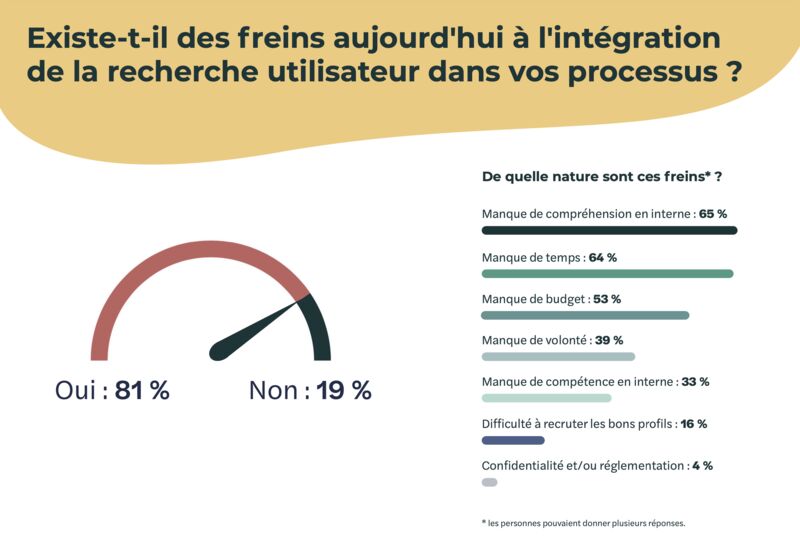 Existe-t-il des freins aujourd'hui à l'intégration
de la recherche utilisateur dans vos processus ?
Oui : 81 %
Non : 19 %
De quelle nature sont ces freins* ?
Manque de compréhension en interne : 65 %
Manque de temps : 64 %
Manque de budget : 53 %
Manque de volonté : 39 %
Manque de compétence en interne : 33 %
Difficulté à recruter les bons profils : 16 %
Confidentialité et/ou réglementation : 4 %
* les personnes pouvaient donner plusieurs réponses.